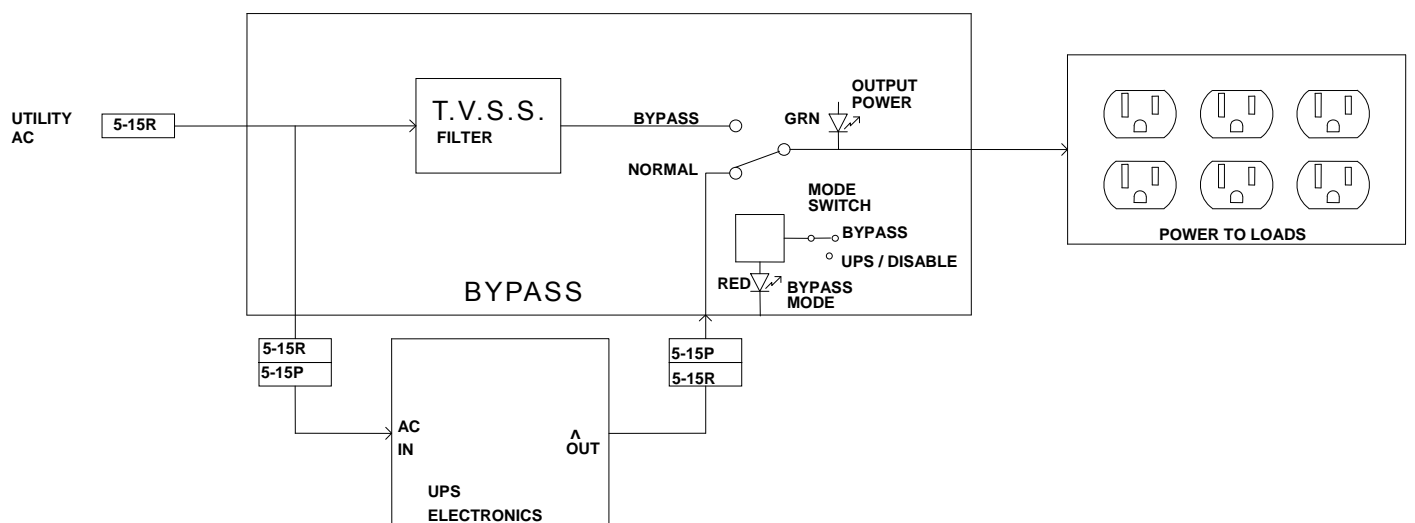 UTILITY
AC
5-15R
T.V.S.S.
FILTER
BYPASS
NORMAL
GRN
OUTPUT
POWER
MODE
SWITCH
BYPASS
UPS / DISABLE
RED
BYPASS
MODE
BYPASS
POWER TO LOADS
5-15R
5-15P
5-15P
5-15R
AC
IN
OUT
UPS
ELECTRONICS